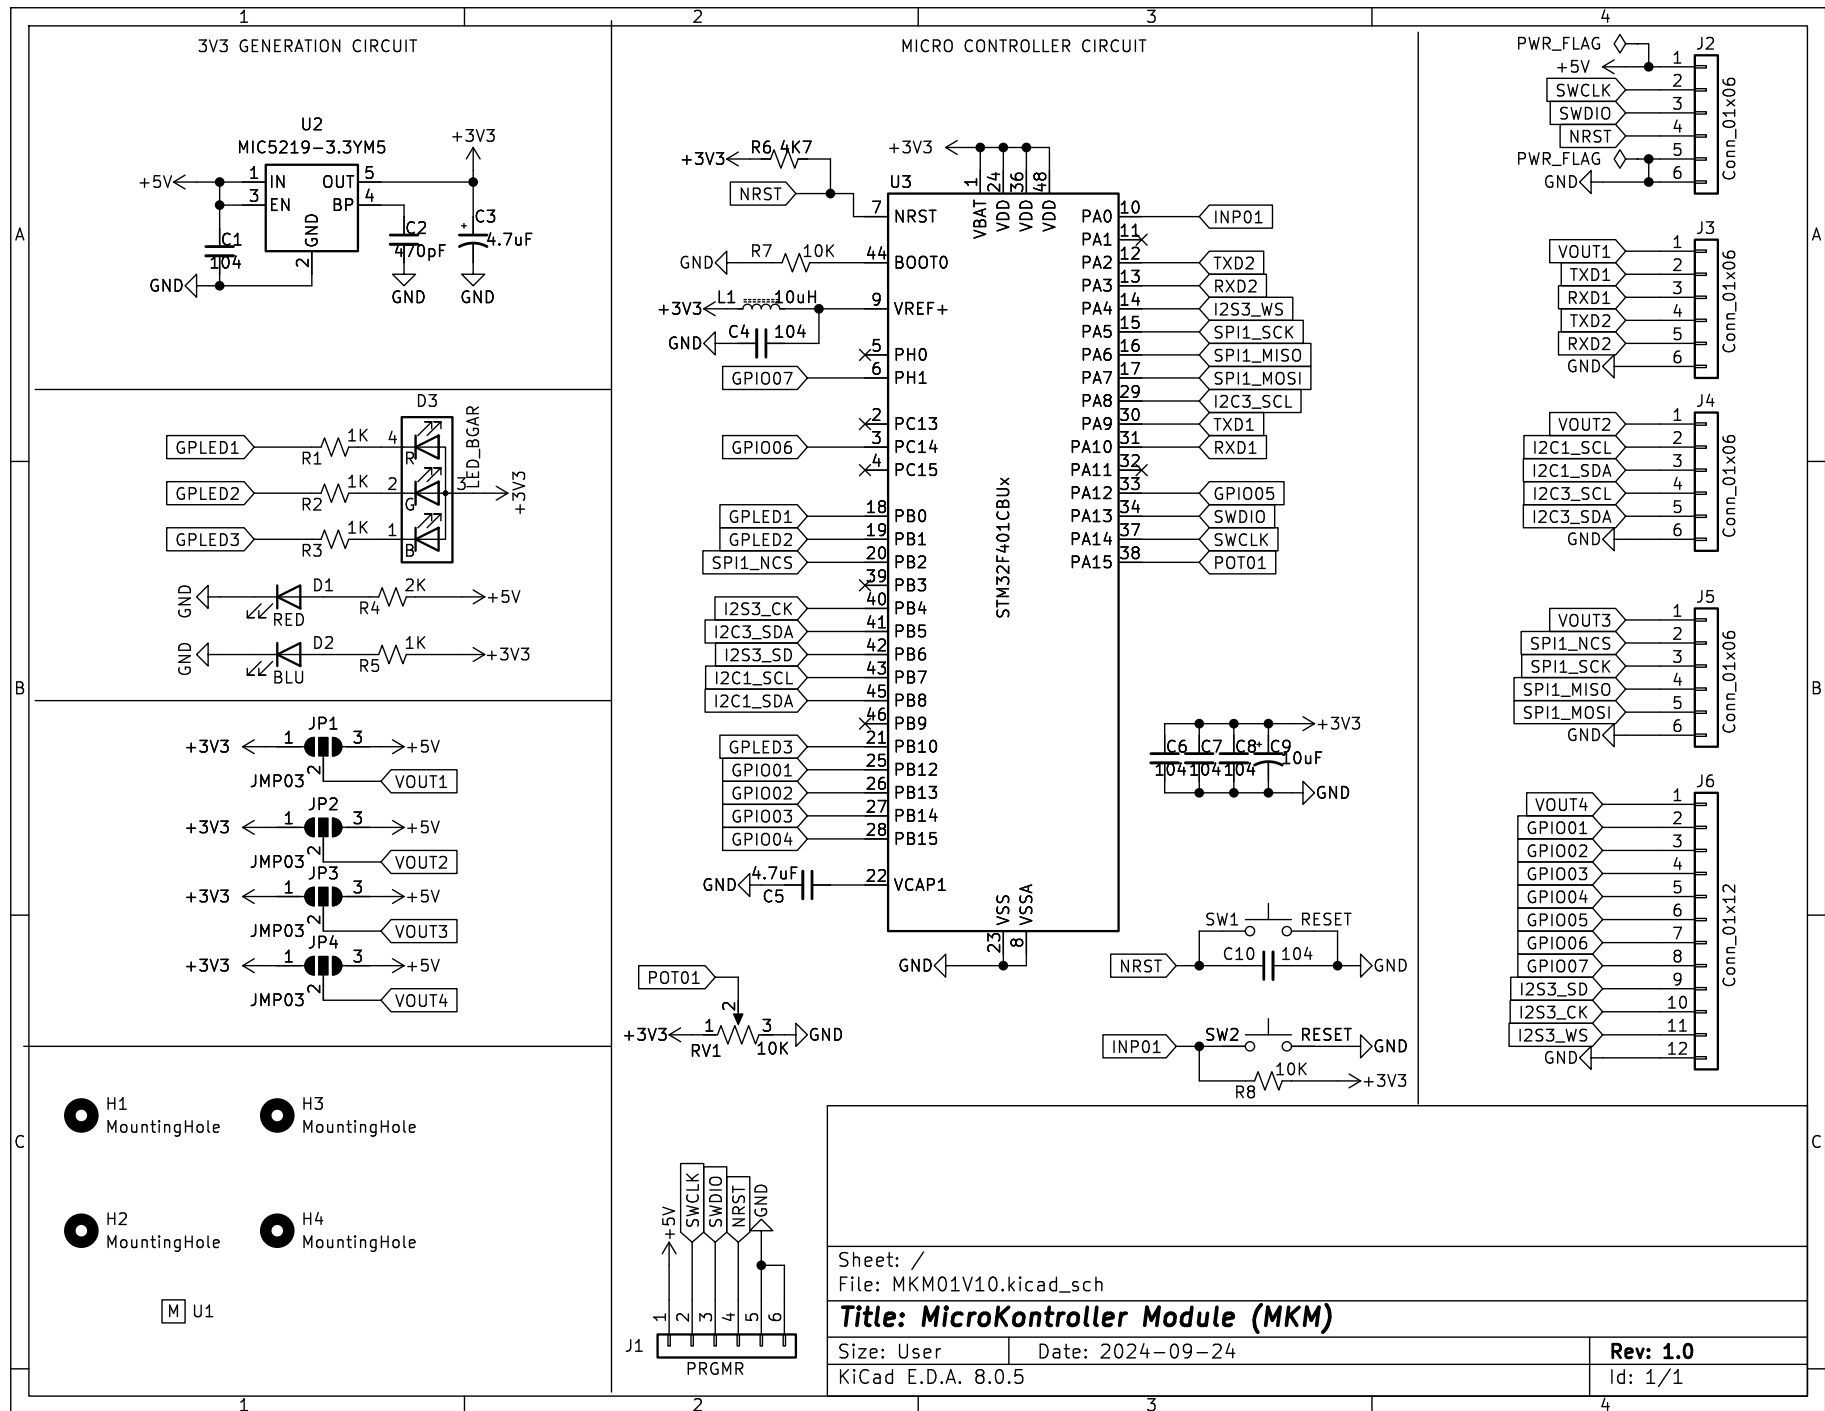 1 2 3 4
3V3 GENERATION CIRCUIT
U2
MIC5219-3.3YM5
+5V 1 IN OUT 5 +3V3
3 EN BP 4
GND 2
C1 104
C2 470pF
C3 4.7uF
GND GND GND
D3
LED_BGAR
GPLED1 R1 1K 4 R
GPLED2 R2 1K 2 G 3 +3V3
GPLED3 R3 1K 1 B
GND D1 RED R4 2K +5V
GND D2 BLU R5 1K +3V3
JP1
+3V3 1 3 +5V
JMP03 2 VOUT1
JP2
+3V3 1 3 +5V
JMP03 2 VOUT2
JP3
+3V3 1 3 +5V
JMP03 2 VOUT3
JP4
+3V3 1 3 +5V
JMP03 2 VOUT4
H1 MountingHole
H3 MountingHole
H2 MountingHole
H4 MountingHole
M U1
MICRO CONTROLLER CIRCUIT
+3V3 R6 4K7
NRST
+3V3
U3
STM32F401CBUx
1 VBAT
24 VDD
36 VDD
48 VDD
7 NRST
GND R7 10K 44 BOOT0
+3V3 L1 10uH 9 VREF+
GND C4 104
5 PH0
GPIO07 6 PH1
2 PC13
GPIO06 3 PC14
4 PC15
GPLED1 18 PB0
GPLED2 19 PB1
SPI1_NCS 20 PB2
39 PB3
I2S3_CK 40 PB4
I2C3_SDA 41 PB5
I2S3_SD 42 PB6
I2C1_SCL 43 PB7
I2C1_SDA 45 PB8
46 PB9
GPLED3 21 PB10
GPIO01 25 PB12
GPIO02 26 PB13
GPIO03 27 PB14
GPIO04 28 PB15
GND 4.7uF C5 22 VCAP1
23 VSS
8 VSSA
GND
PA0 10 INP01
PA1 11
PA2 12 TXD2
PA3 13 RXD2
PA4 14 I2S3_WS
PA5 15 SPI1_SCK
PA6 16 SPI1_MISO
PA7 17 SPI1_MOSI
PA8 29 I2C3_SCL
PA9 30 TXD1
PA10 31 RXD1
PA11 32
PA12 33 GPIO05
PA13 34 SWDIO
PA14 37 SWCLK
PA15 38 POT01
+3V3
C6 C7 C8 C9
104 104 104 10uF
GND
SW1 RESET
NRST C10 104 GND
POT01
2
+3V3 1 3 GND
RV1 10K
SW2 RESET
INP01 GND
R8 10K +3V3
+5V SWCLK SWDIO NRST GND
1 2 3 4 5 6
J1
PRGMR
J2
Conn_01x06
PWR_FLAG
+5V 1
SWCLK 2
SWDIO 3
NRST 4
PWR_FLAG 5
GND 6
J3
Conn_01x06
VOUT1 1
TXD1 2
RXD1 3
TXD2 4
RXD2 5
GND 6
J4
Conn_01x06
VOUT2 1
I2C1_SCL 2
I2C1_SDA 3
I2C3_SCL 4
I2C3_SDA 5
GND 6
J5
Conn_01x06
VOUT3 1
SPI1_NCS 2
SPI1_SCK 3
SPI1_MISO 4
SPI1_MOSI 5
GND 6
J6
Conn_01x12
VOUT4 1
GPIO01 2
GPIO02 3
GPIO03 4
GPIO04 5
GPIO05 6
GPIO06 7
GPIO07 8
I2S3_SD 9
I2S3_CK 10
I2S3_WS 11
GND 12
A A
B B
C C
Sheet: /
File: MKM01V10.kicad_sch
Title: MicroKontroller Module (MKM)
Size: User Date: 2024-09-24 Rev: 1.0
KiCad E.D.A. 8.0.5 Id: 1/1
1 2 3 4